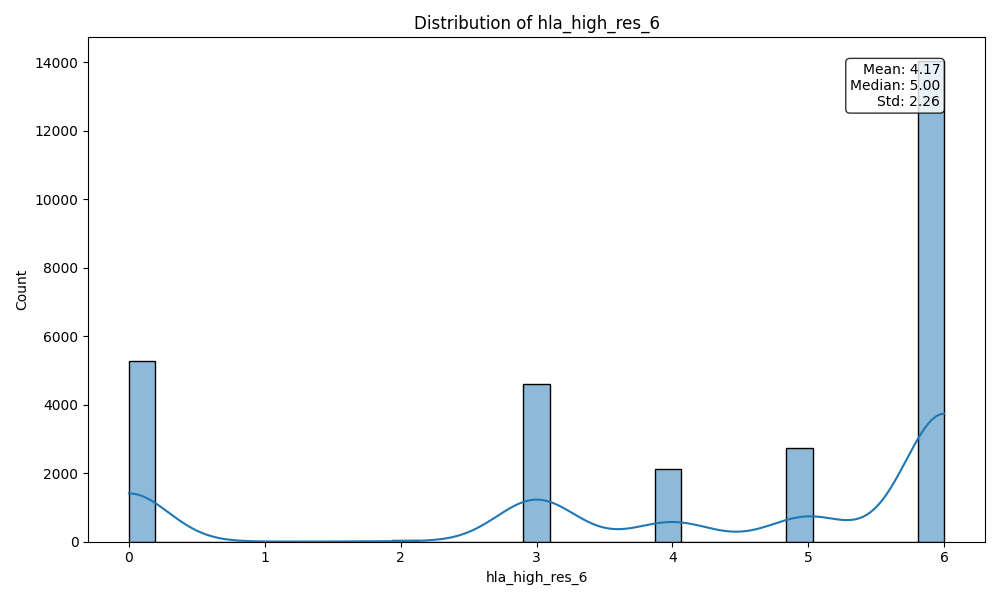 Distribution of hla_high_res_6
14000
12000
10000
8000
6000
4000
2000
0
Count
Mean: 4.17
Median: 5.00
Std: 2.26
0 1 2 3 4 5 6
hla_high_res_6